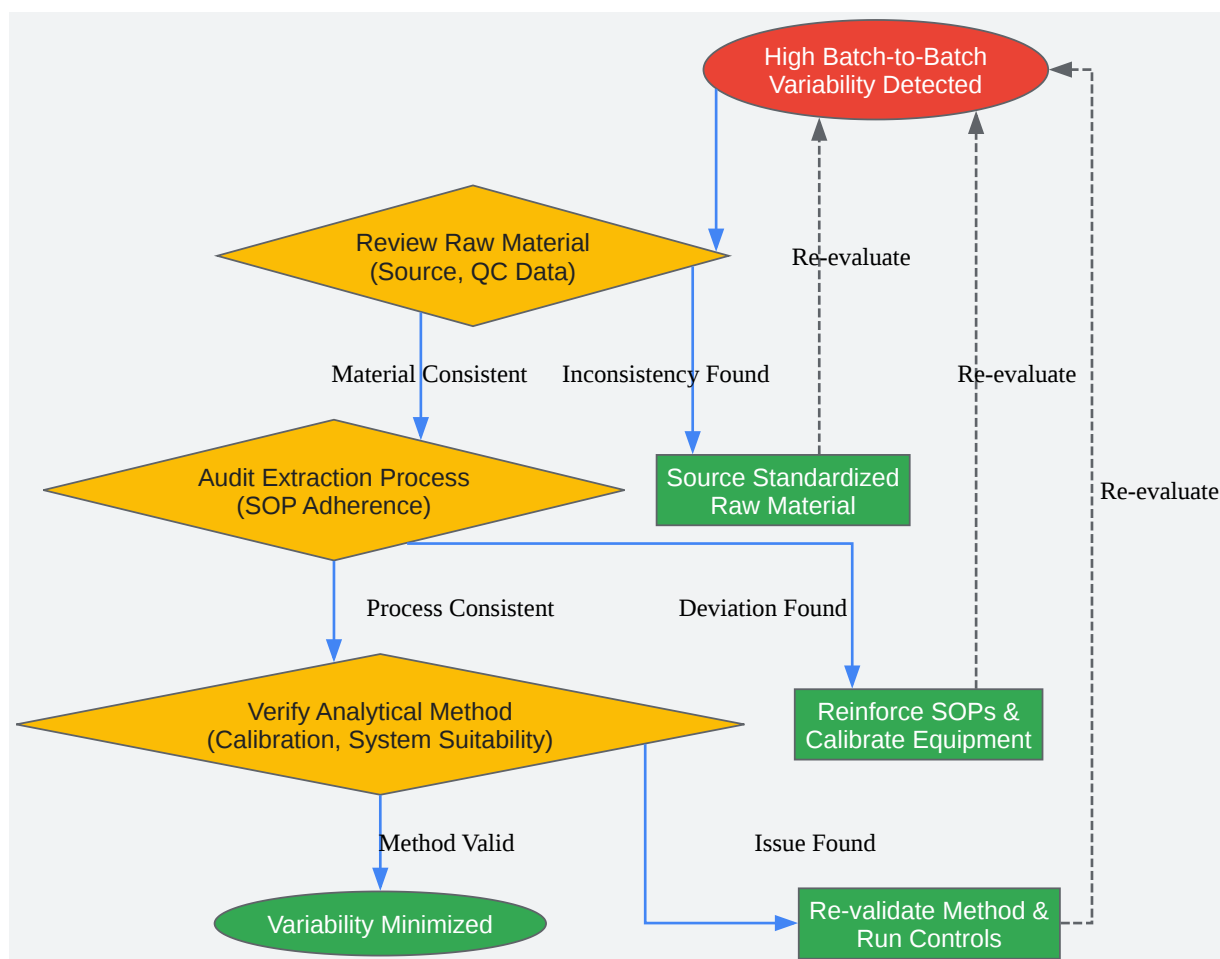 High Batch-to-Batch
Variability Detected
Review Raw Material
(Source, QC Data)
Re-evaluate
Material Consistent
Inconsistency Found
Re-evaluate
Audit Extraction Process
(SOP Adherence)
Source Standardized
Raw Material
Re-evaluate
Process Consistent
Deviation Found
Verify Analytical Method
(Calibration, System Suitability)
Reinforce SOPs &
Calibrate Equipment
Method Valid
Issue Found
Variability Minimized
Re-validate Method &
Run Controls